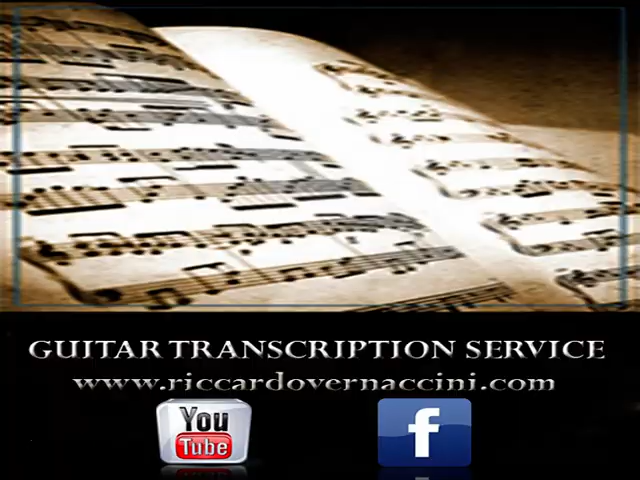 GUITAR TRANSCRIPTION SERVICE
www.riccardovernaccini.com
You
Tube
f